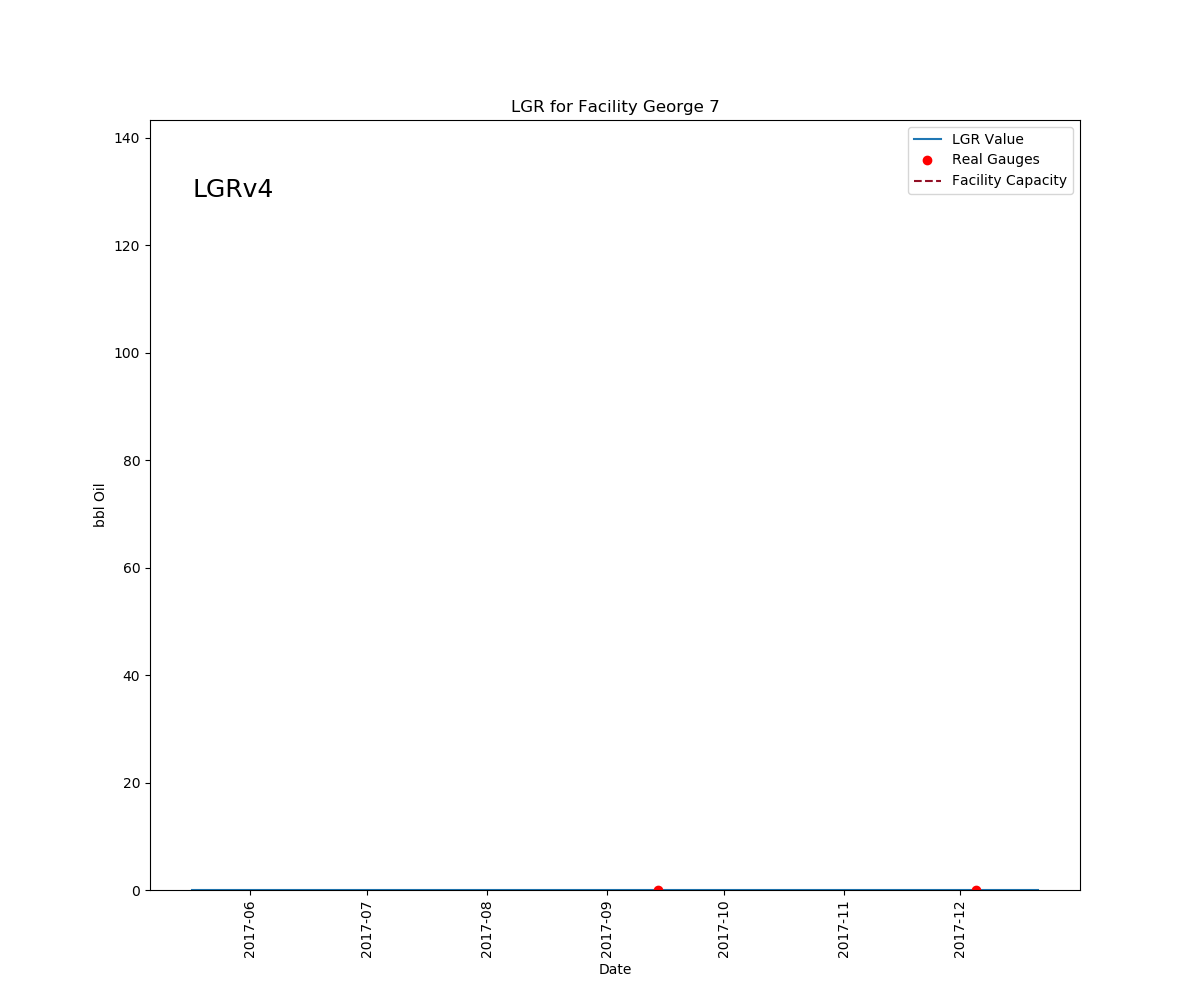 LGR for Facility George 7
LGR Value
Real Gauges
Facility Capacity
LGRv4
140
120
100
80
60
40
20
0
bbl Oil
2017-06
2017-07
2017-08
2017-09
2017-10
2017-11
2017-12
Date